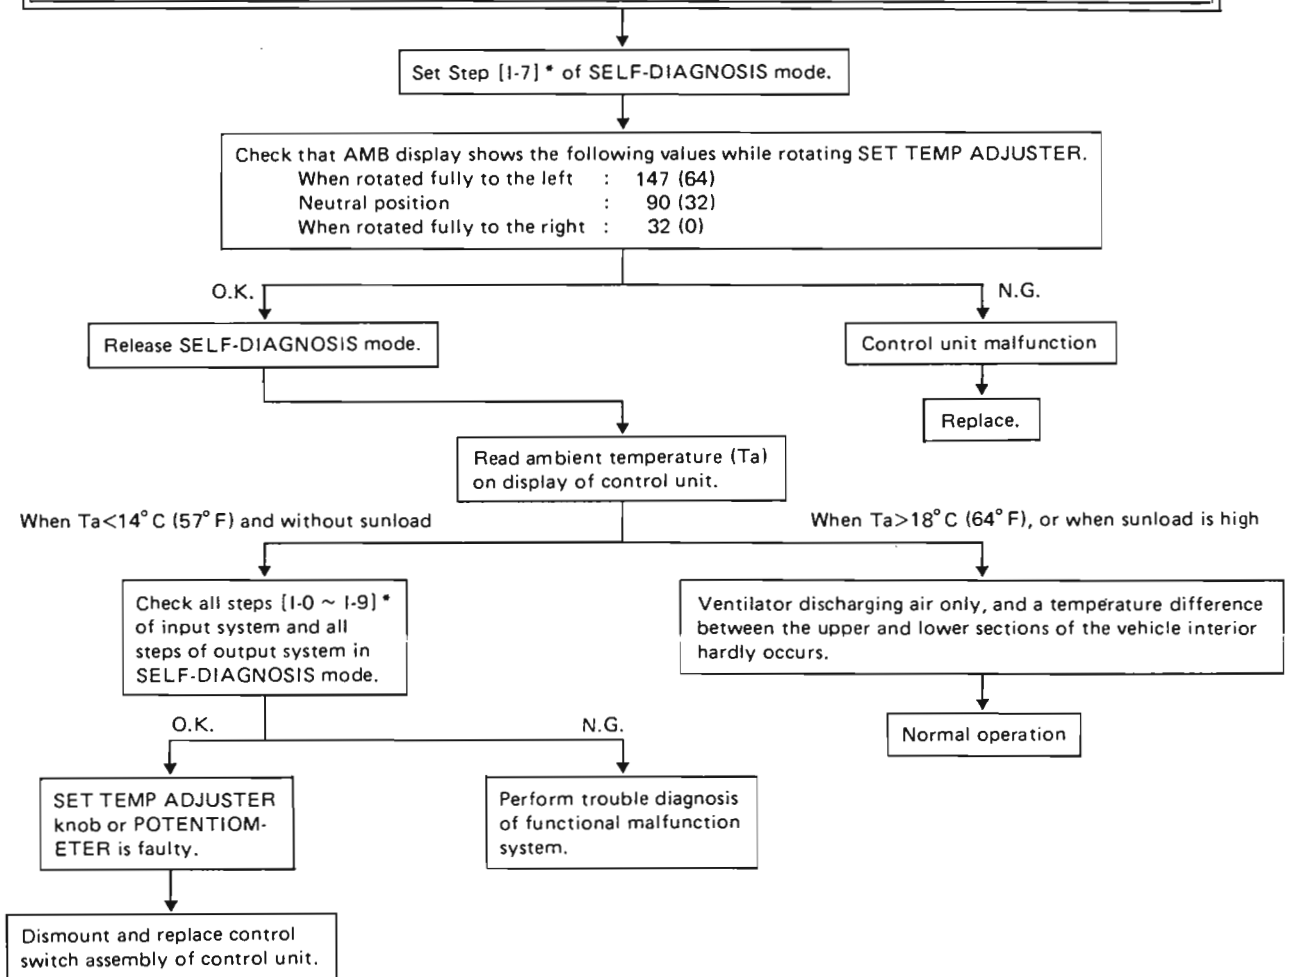 Set Step [I-7]* of SELF-DIAGNOSIS mode.
Check that AMB display shows the following values while rotating SET TEMP ADJUSTER.
When rotated fully to the left : 147 (64)
Neutral position : 90 (32)
When rotated fully to the right : 32 (0)
O.K.
N.G.
Release SELF-DIAGNOSIS mode.
Control unit malfunction
Replace.
Read ambient temperature (Ta)
on display of control unit.
When Ta<14°C (57°F) and without sunload
When Ta>18°C (64°F), or when sunload is high
Check all steps [I-0 ~ I-9]*
of input system and all
steps of output system in
SELF-DIAGNOSIS mode.
Ventilator discharging air only, and a temperature difference
between the upper and lower sections of the vehicle interior
hardly occurs.
O.K.
N.G.
Normal operation
SET TEMP ADJUSTER
knob or POTENTIOM-
ETER is faulty.
Perform trouble diagnosis
of functional malfunction
system.
Dismount and replace control
switch assembly of control unit.